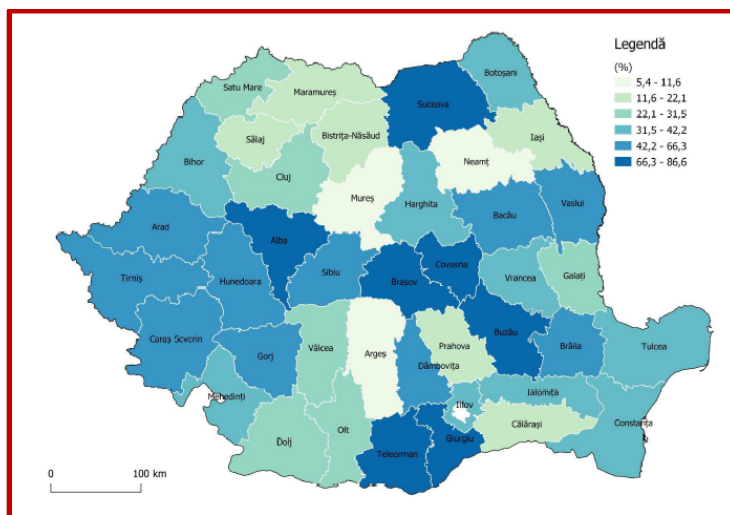 Legendă
(%)
5,4 - 11,6
11,6 - 22,1
22,1 - 31,5
31,5 - 42,2
42,2 - 66,3
66,3 - 86,6
Botoșani
Satu Mare
Maramureș
Suceava
Sălaj
Bistrița-Năsăud
Iași
Neamț
Bihor
Cluj
Mureș
Harghita
Bacău
Vaslui
Arad
Alba
Covasna
Timiș
Hunedoara
Sibiu
Brasov
Vrancea
Galați
Caraș Severin
Gorj
Vâlcea
Argeș
Prahova
Buzău
Brăila
Tulcea
Dâmbovița
Mehedinți
Ilfov
Ialomița
Dolj
Olt
Călărași
Constanța
Giurgiu
Teleorman
0 100 km